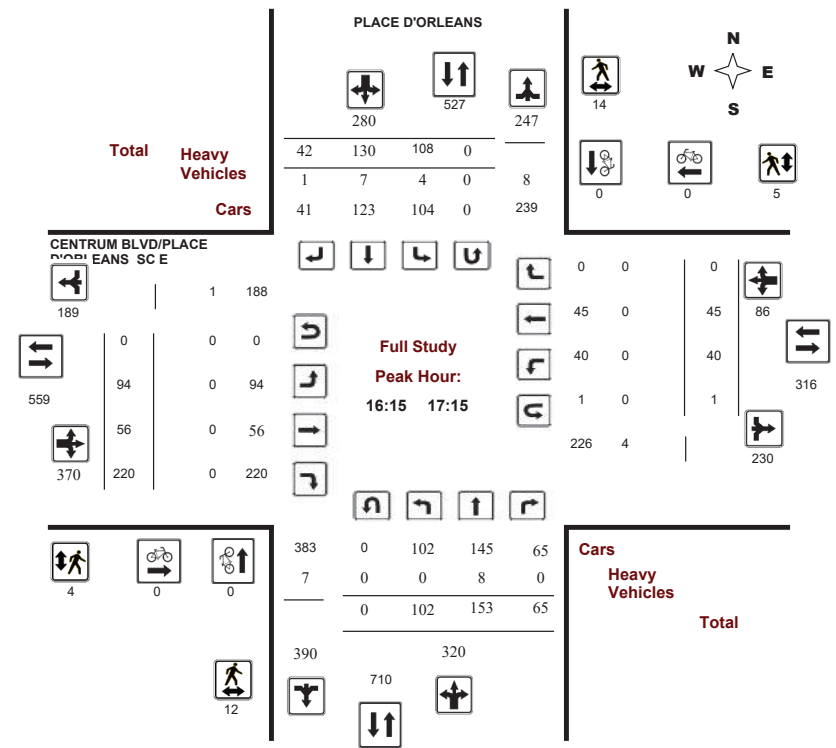 PLACE D'ORLEANS
N
W E
S
527
14
280
247
Total
Heavy
Vehicles
Cars
42 130 108 0
1 7 4 0 8
41 123 104 0 239
0 0 5
CENTRUM BLVD/PLACE
D'ORLEANS SC E
189
1 188
0 0 0
559
94 0 94
56 0 56
370
220 0 220
Full Study
Peak Hour:
16:15 17:15
0 0 0
45 0 45
86
40 0 40
316
1 0 1
226 4
230
383 0 102 145 65
7 0 0 8 0
0 102 153 65
Cars
Heavy
Vehicles
Total
4 0 0
390
320
710
12